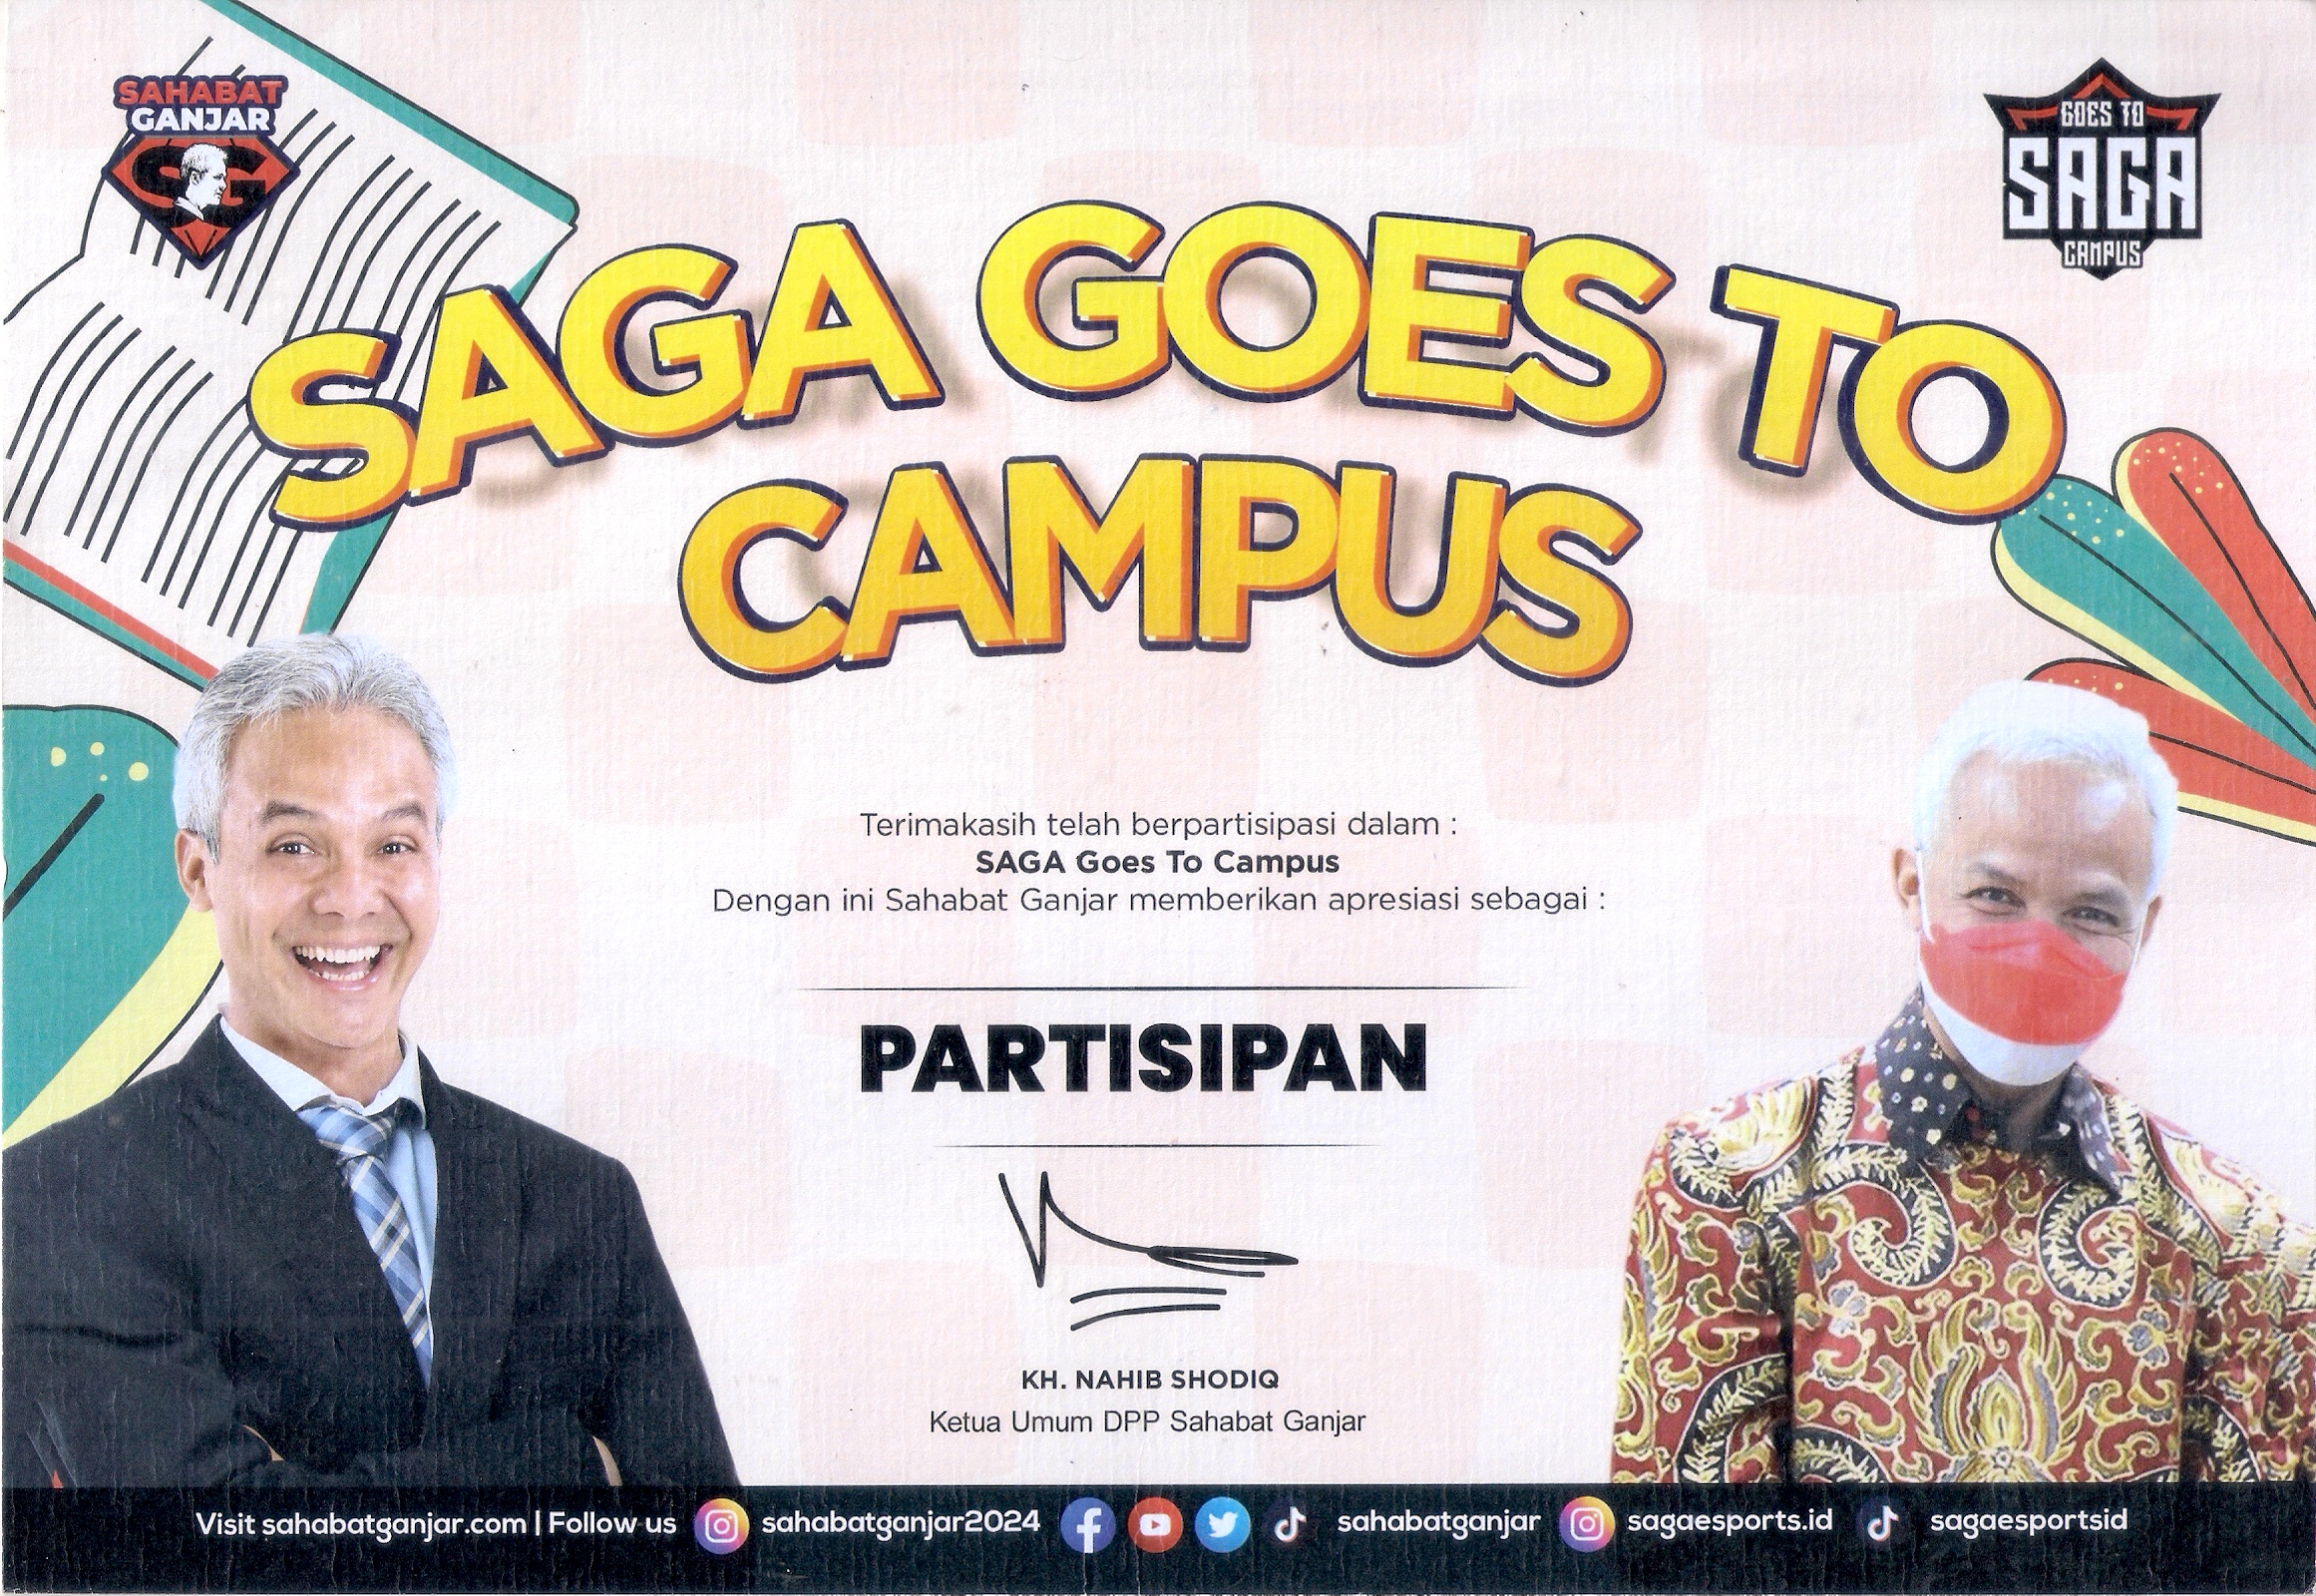 SAHABAT
GANJAR
SG
GOES TO
SAGA
CAMPUS
SAGA GOES TO
CAMPUS
Terimakasih telah berpartisipasi dalam :
SAGA Goes To Campus
Dengan ini Sahabat Ganjar memberikan apresiasi sebagai :
PARTISIPAN
KH. NAHIB SHODIQ
Ketua Umum DPP Sahabat Ganjar
Visit sahabatganjar.com | Follow us sahabatganjar2024 sahabatganjar sagaesports.id sagaesportsid